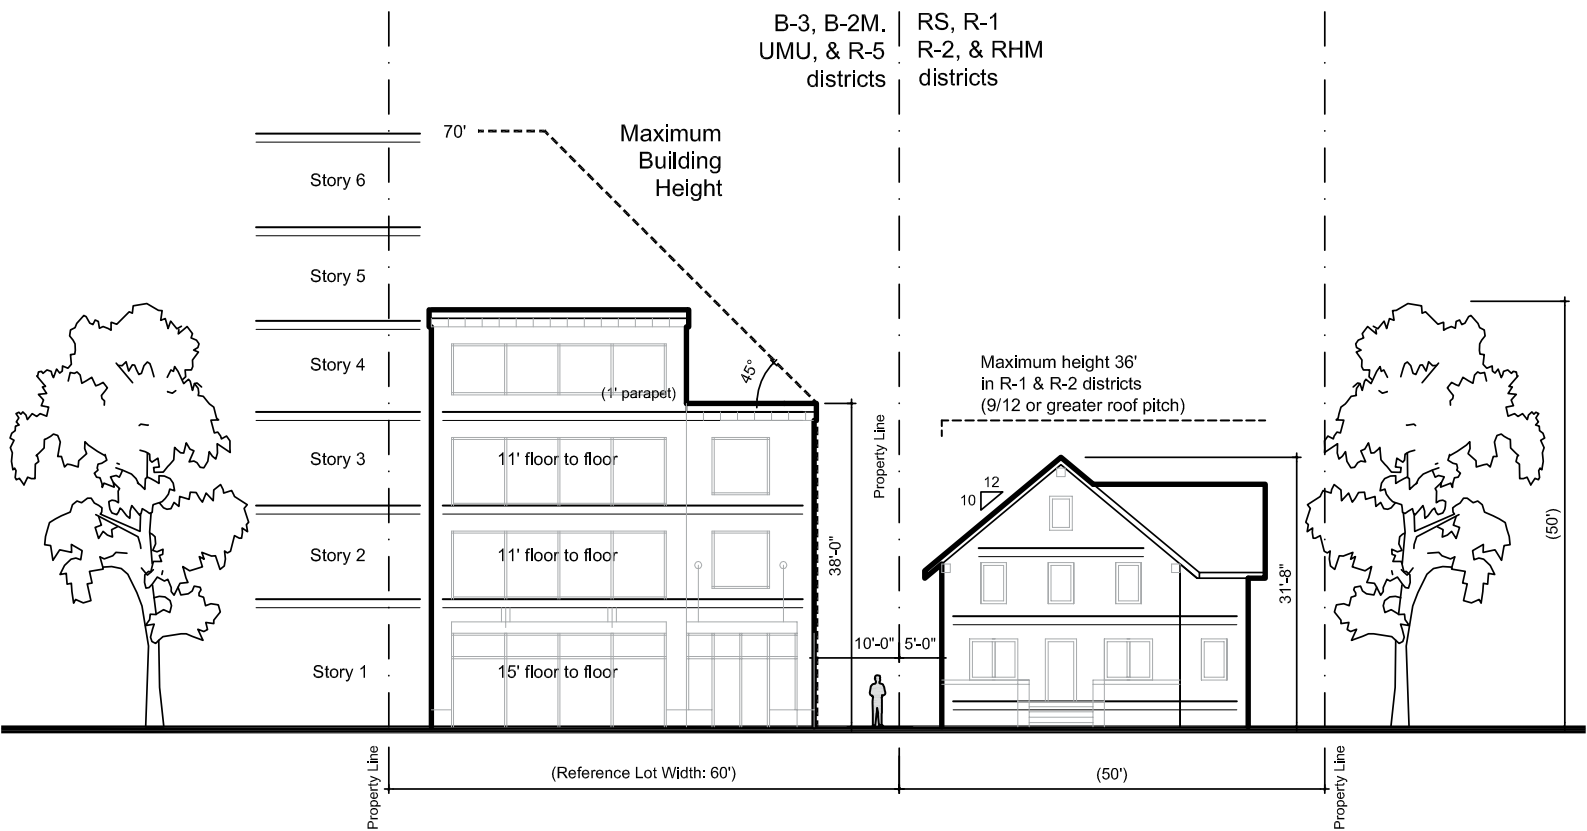 B-3, B-2M.
UMU, & R-5
districts
RS, R-1
R-2, & RHM
districts
70'
Maximum
Building
Height
Story 6
Story 5
Story 4
Story 3
Story 2
Story 1
45°
(1' parapet)
11' floor to floor
11' floor to floor
15' floor to floor
38'-0"
Property Line
10'-0"
5'-0"
Maximum height 36'
in R-1 & R-2 districts
(9/12 or greater roof pitch)
12
10
31'-8"
(50')
Property Line
(Reference Lot Width: 60')
(50')
Property Line